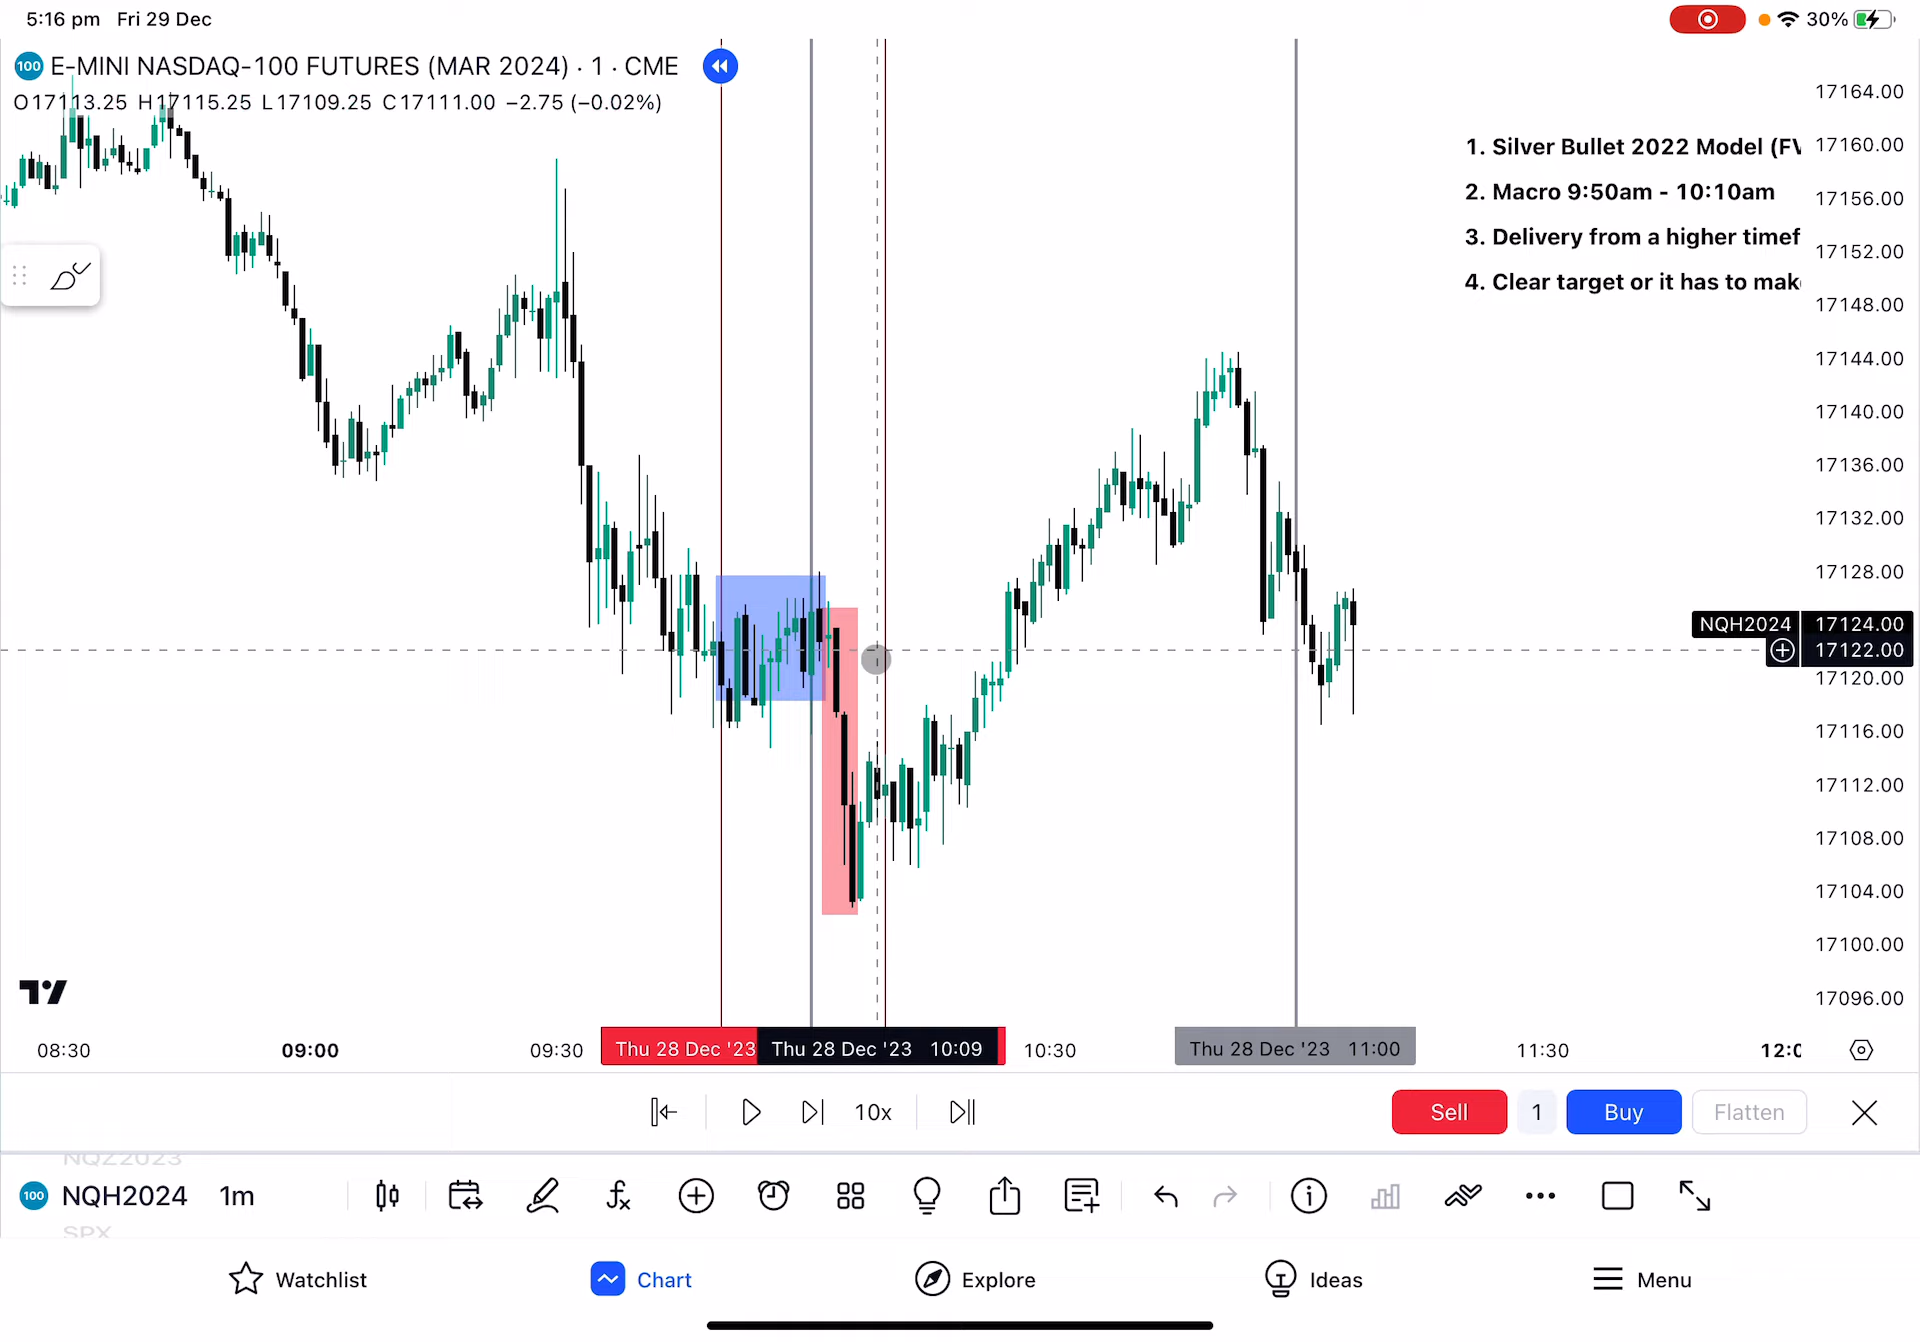 5:16 pm Fri 29 Dec
30%
100 E-MINI NASDAQ-100 FUTURES (MAR 2024) · 1 · CME
O17113.25 H17115.25 L17109.25 C17111.00 −2.75 (−0.02%)
1. Silver Bullet 2022 Model (FV
2. Macro 9:50am - 10:10am
3. Delivery from a higher timef
4. Clear target or it has to mak
17164.00
17160.00
17156.00
17152.00
17148.00
17144.00
17140.00
17136.00
17132.00
17128.00
NQH2024 17124.00
17122.00
17120.00
17116.00
17112.00
17108.00
17104.00
17100.00
17096.00
08:30 09:00 09:30 Thu 28 Dec '23 Thu 28 Dec '23 10:09 10:30 Thu 28 Dec '23 11:00 11:30 12:0
10x
Sell 1 Buy Flatten
NQZ2023
100 NQH2024 1m
SPX
Watchlist Chart Explore Ideas Menu